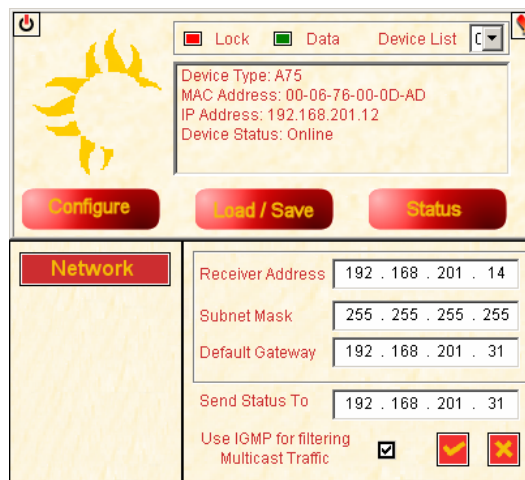 Lock Data Device List
Device Type: A75
MAC Address: 00-06-76-00-0D-AD
IP Address: 192.168.201.12
Device Status: Online
Configure Load / Save Status
Network
Receiver Address 192 . 168 . 201 . 14
Subnet Mask 255 . 255 . 255 . 255
Default Gateway 192 . 168 . 201 . 31
Send Status To 192 . 168 . 201 . 31
Use IGMP for filtering
Multicast Traffic